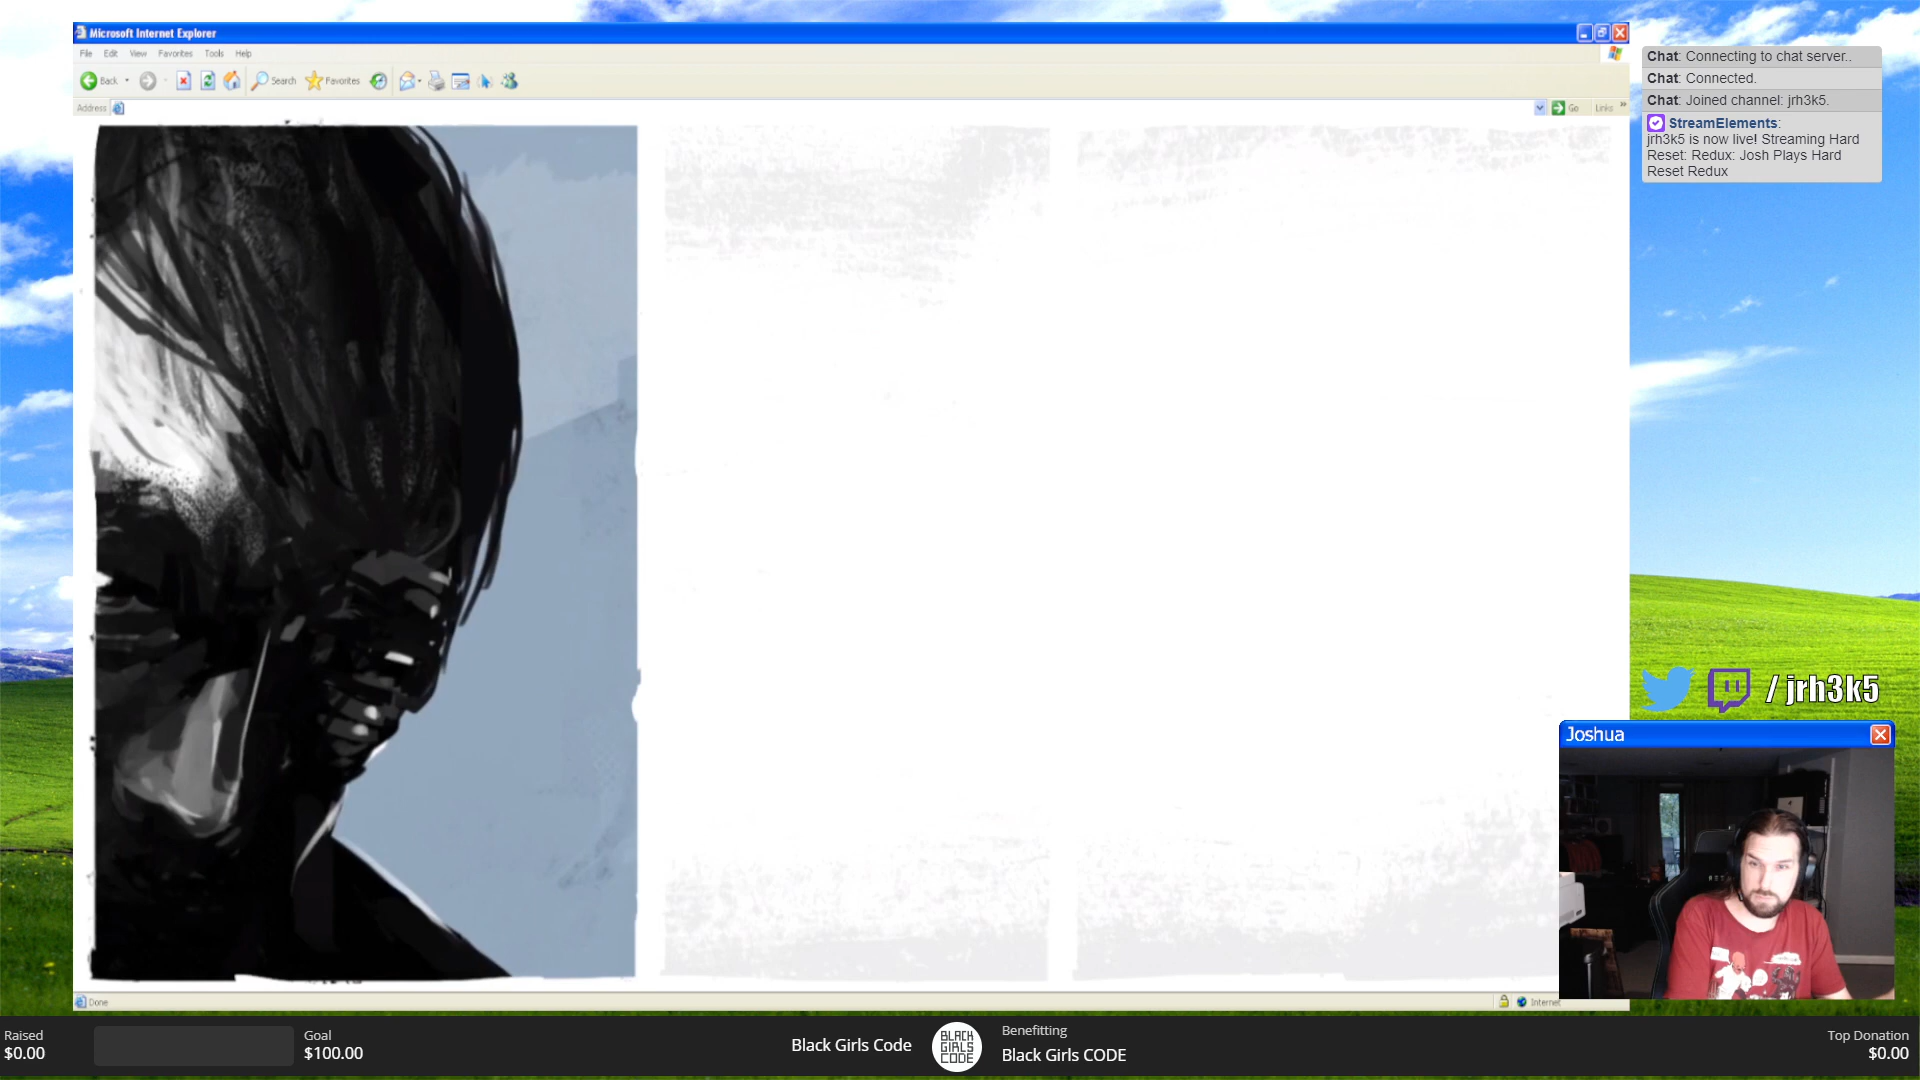 Microsoft Internet Explorer
File Edit View Favorites Tools Help
Back Search Favorites
Address Go Links
Chat: Connecting to chat server..
Chat: Connected.
Chat: Joined channel: jrh3k5.
StreamElements:
jrh3k5 is now live! Streaming Hard
Reset: Redux: Josh Plays Hard
Reset Redux
/ jrh3k5
Joshua
Done Internet
Raised
$0.00
Goal
$100.00
Black Girls Code
BLACK
GIRLS
CODE
Benefitting
Black Girls CODE
Top Donation
$0.00